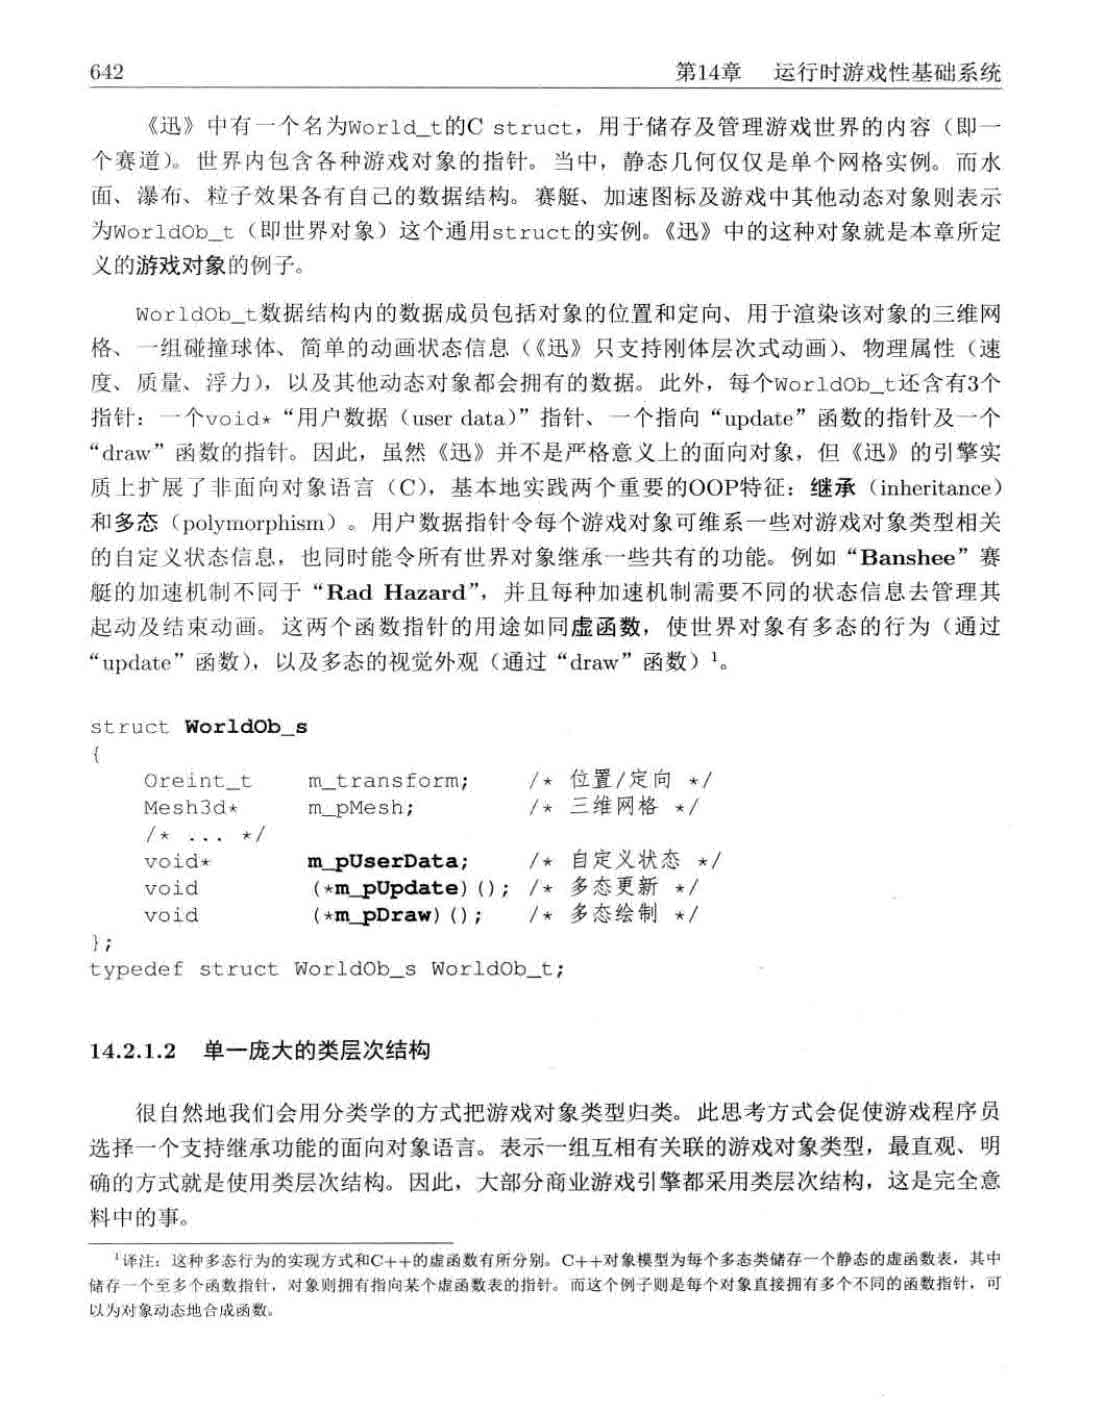 642 第14章 运行时游戏性基础系统
《迅》中有一个名为World_t的C struct，用于储存及管理游戏世界的内容（即一
个赛道）。世界内包含各种游戏对象的指针。当中，静态几何仅仅是单个网格实例。而水
面、瀑布、粒子效果各有自己的数据结构。赛艇、加速图标及游戏中其他动态对象则表示
为WorldOb_t（即世界对象）这个通用struct的实例。《迅》中的这种对象就是本章所定
义的游戏对象的例子。
WorldOb_t数据结构内的数据成员包括对象的位置和定向、用于渲染该对象的三维网
格、一组碰撞球体、简单的动画状态信息（《迅》只支持刚体层次式动画）、物理属性（速
度、质量、浮力），以及其他动态对象都会拥有的数据。此外，每个WorldOb_t还含有3个
指针：一个void*“用户数据（user data）”指针、一个指向“update”函数的指针及一个
“draw”函数的指针。因此，虽然《迅》并不是严格意义上的面向对象，但《迅》的引擎实
质上扩展了非面向对象语言（C），基本地实践两个重要的OOP特征：继承（inheritance）
和多态（polymorphism）。用户数据指针令每个游戏对象可维系一些对游戏对象类型相关
的自定义状态信息，也同时能令所有世界对象继承一些共有的功能。例如“Banshee”赛
艇的加速机制不同于“Rad Hazard”，并且每种加速机制需要不同的状态信息去管理其
起动及结束动画。这两个函数指针的用途如同虚函数，使世界对象有多态的行为（通过
“update”函数），以及多态的视觉外观（通过“draw”函数）¹。
struct WorldOb_s
{
Oreint_t m_transform; /* 位置/定向 */
Mesh3d* m_pMesh; /* 三维网格 */
/* ... */
void* m_pUserData; /* 自定义状态 */
void (*m_pUpdate)(); /* 多态更新 */
void (*m_pDraw)(); /* 多态绘制 */
};
typedef struct WorldOb_s WorldOb_t;
14.2.1.2 单一庞大的类层次结构
很自然地我们会用分类学的方式把游戏对象类型归类。此思考方式会促使游戏程序员
选择一个支持继承功能的面向对象语言。表示一组互相有关联的游戏对象类型，最直观、明
确的方式就是使用类层次结构。因此，大部分商业游戏引擎都采用类层次结构，这是完全意
料中的事。
¹译注：这种多态行为的实现方式和C++的虚函数有所分别。C++对象模型为每个多态类储存一个静态的虚函数表，其中
储存一个至多个函数指针，对象则拥有指向某个虚函数表的指针。而这个例子则是每个对象直接拥有多个不同的函数指针，可
以为对象动态地合成函数。